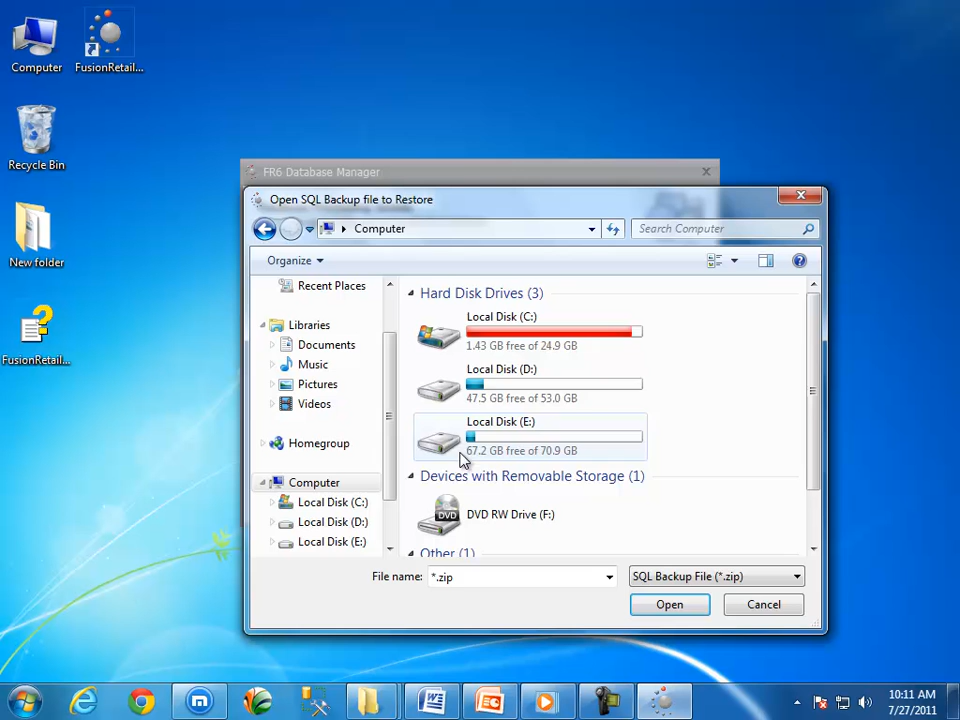 Computer
FusionRetail...
Recycle Bin
New folder
FusionRetail...
FR6 Database Manager
Open SQL Backup file to Restore
Computer
Search Computer
Organize
Recent Places
Libraries
Documents
Music
Pictures
Videos
Homegroup
Computer
Local Disk (C:)
Local Disk (D:)
Local Disk (E:)
Hard Disk Drives (3)
Local Disk (C:)
1.43 GB free of 24.9 GB
Local Disk (D:)
47.5 GB free of 53.0 GB
Local Disk (E:)
67.2 GB free of 70.9 GB
Devices with Removable Storage (1)
DVD
DVD RW Drive (F:)
Other (1)
File name:
*.zip
SQL Backup File (*.zip)
Open
Cancel
10:11 AM
7/27/2011